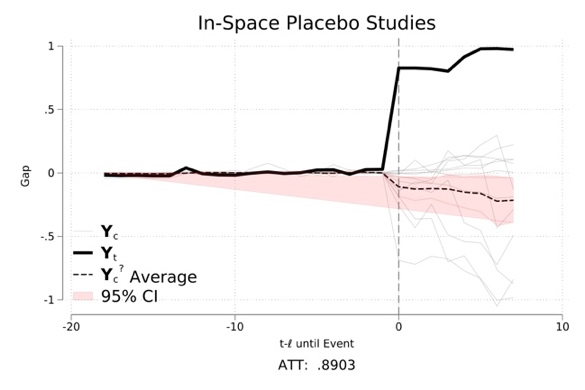 In-Space Placebo Studies
1
.5
0
-.5
-1
Gap
Y_c
Y_t
Y_c^? Average
95% CI
-20 -10 0 10
t-ℓ until Event
ATT: .8903